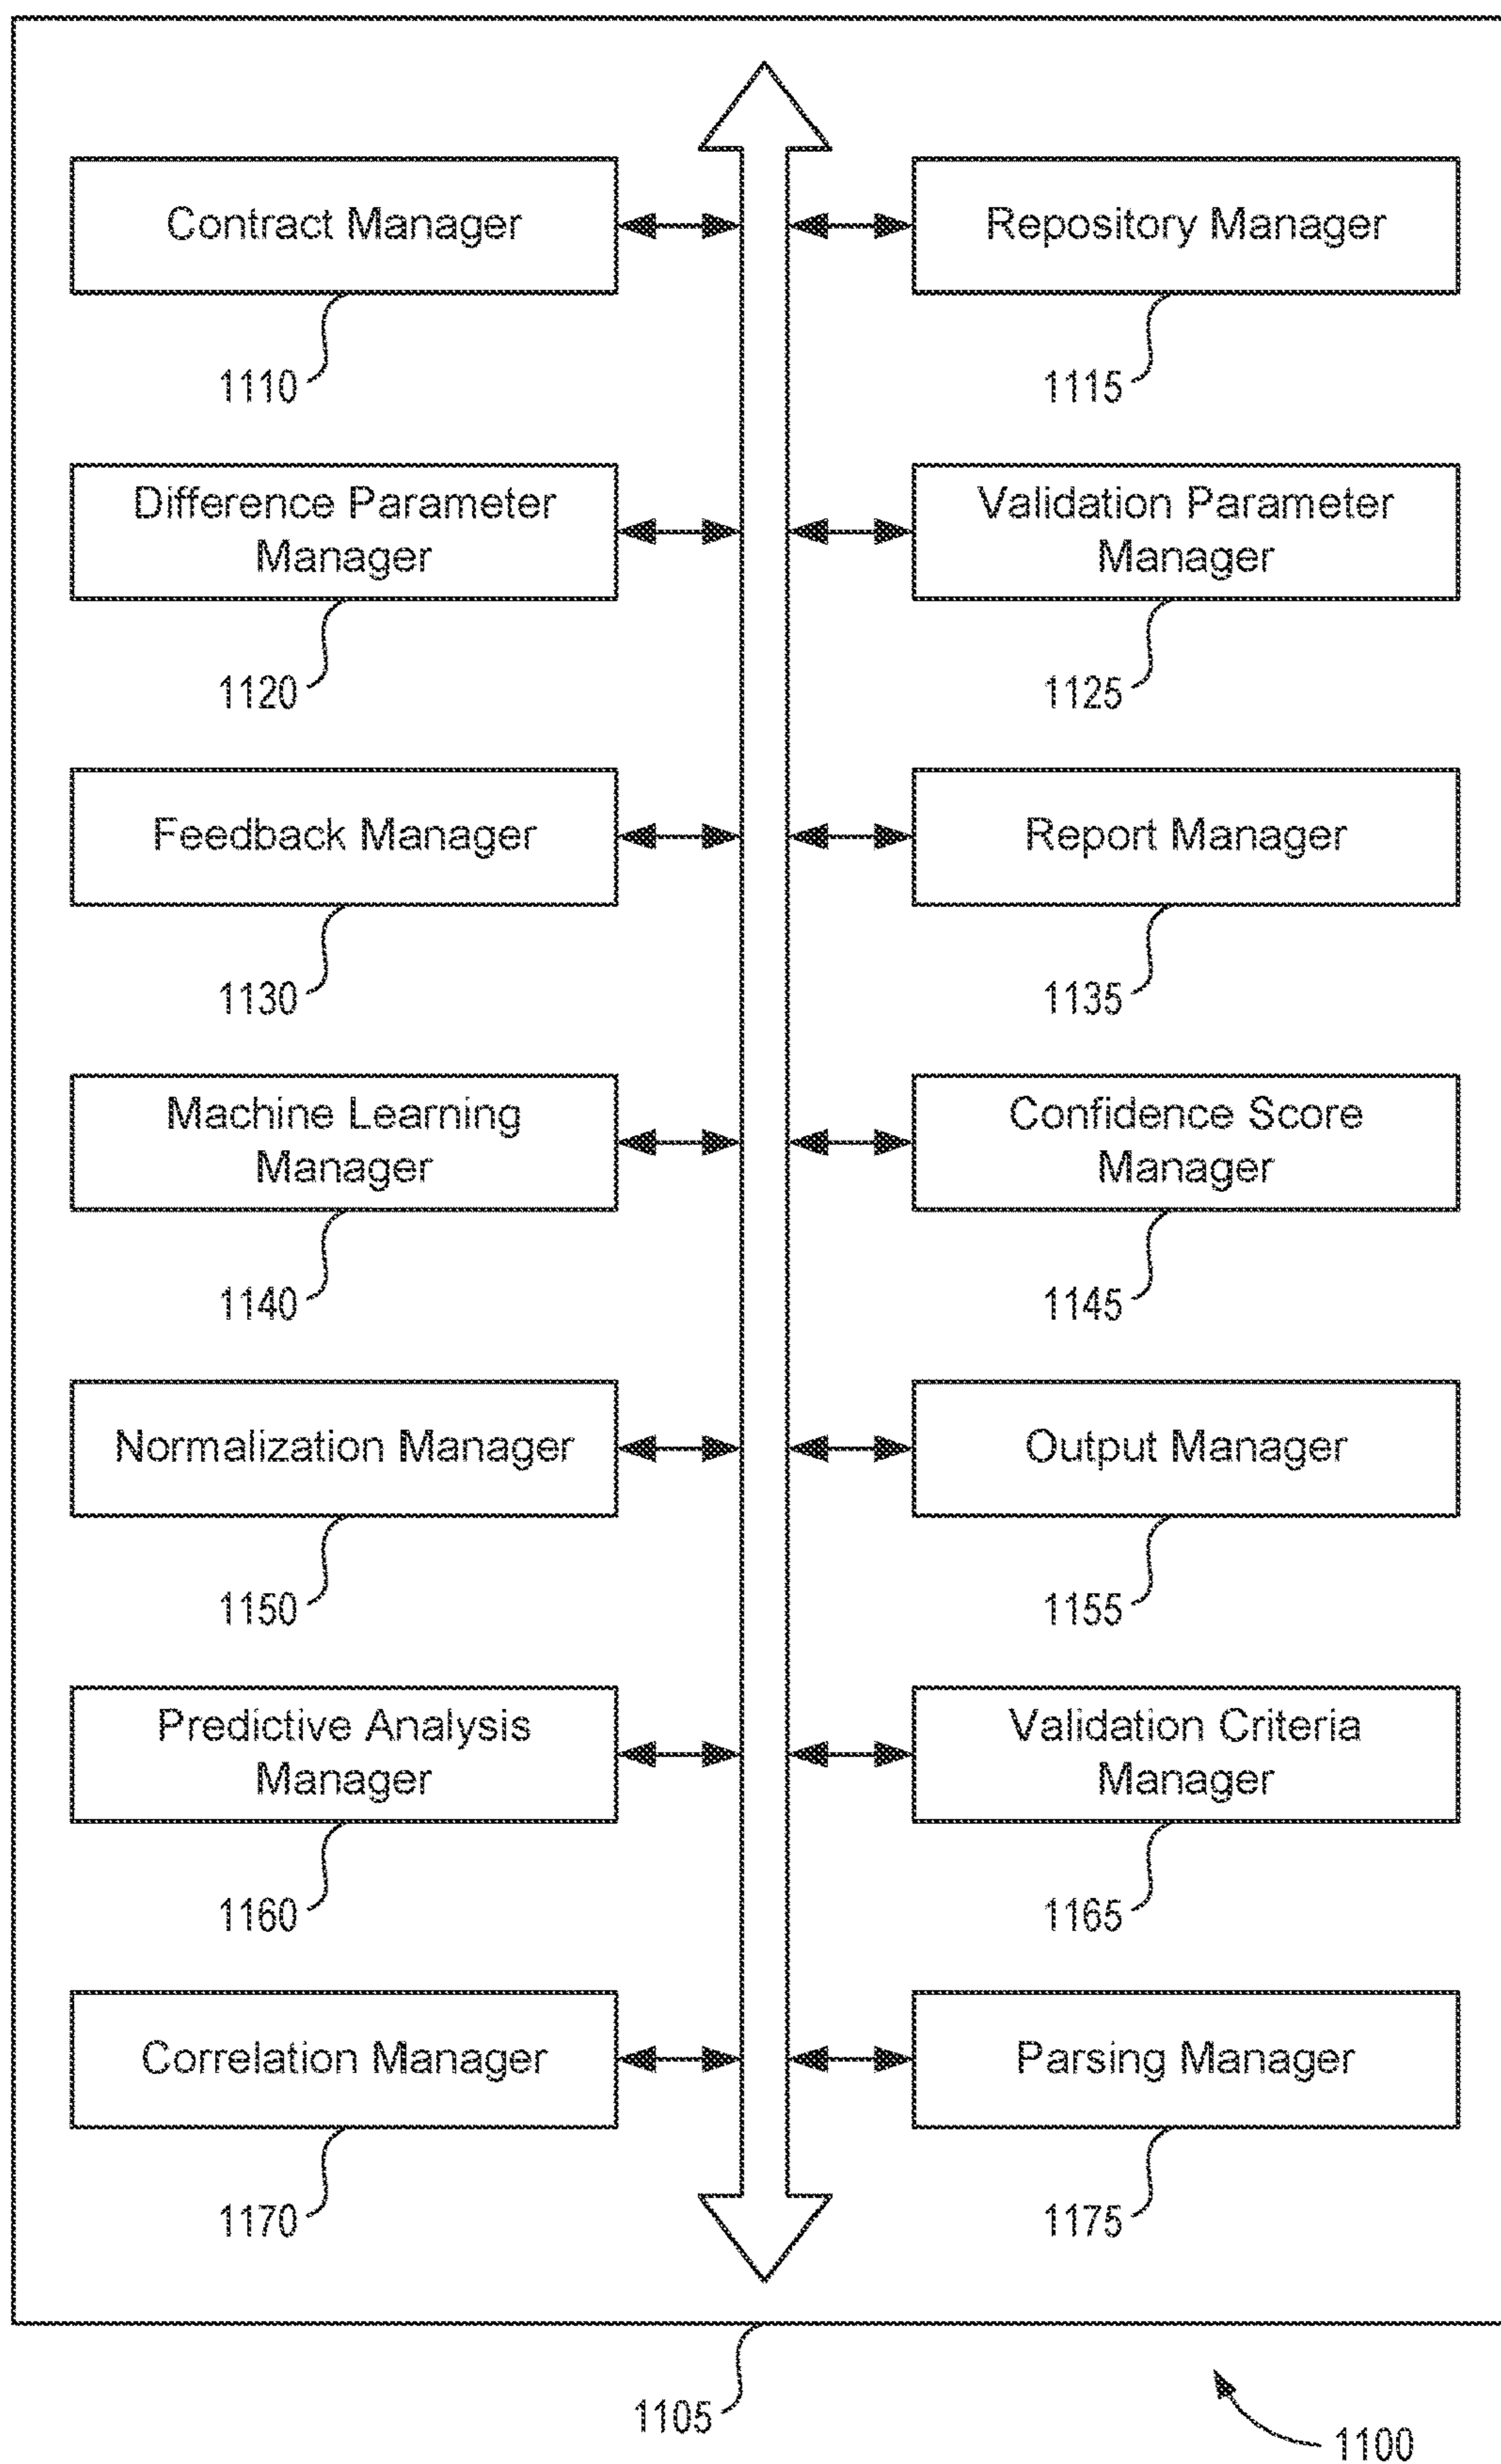 Contract Manager
Repository Manager
1110
1115
Difference Parameter
Manager
Validation Parameter
Manager
1120
1125
Feedback Manager
Report Manager
1130
1135
Machine Learning
Manager
Confidence Score
Manager
1140
1145
Normalization Manager
Output Manager
1150
1155
Predictive Analysis
Manager
Validation Criteria
Manager
1160
1165
Correlation Manager
Parsing Manager
1170
1175
1105
1100